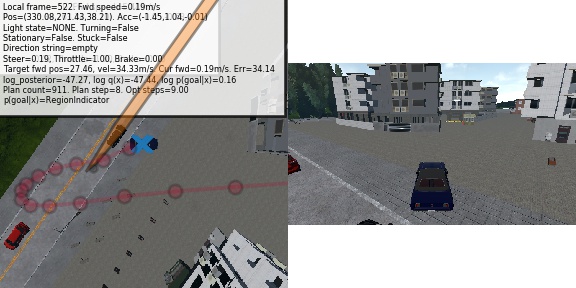 Local frame=522. Fwd speed=0.19m/s
Pos=(330.08,271.43,38.21). Acc=(-1.45,1.04,-0.01)
Light state=NONE. Turning=False
Stationary=False. Stuck=False
Direction string=empty
Steer=0.19, Throttle=1.00, Brake=0.00
Target fwd pos=27.46, vel=34.33m/s, Cur fwd=0.19m/s, Err=34.14
log_posterior=-47.27, log q(x)=-47.44, log p(goal|x)=0.16
Plan count=911. Plan step=8. Opt steps=9.00
p(goal|x)=RegionIndicator